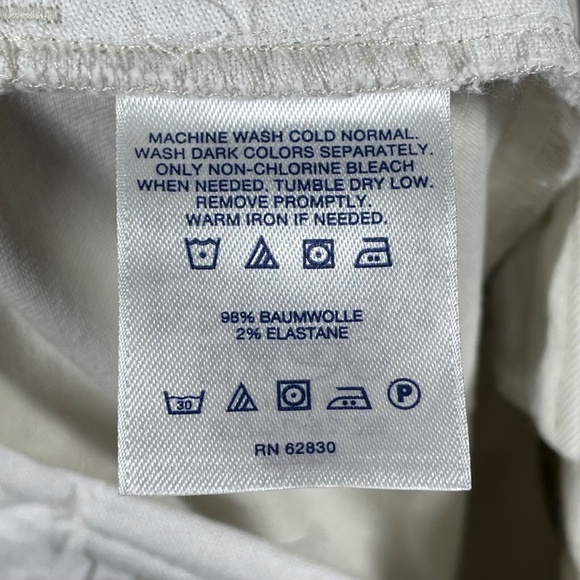 MACHINE WASH COLD NORMAL.
WASH DARK COLORS SEPARATELY.
ONLY NON-CHLORINE BLEACH
WHEN NEEDED. TUMBLE DRY LOW.
REMOVE PROMPTLY.
WARM IRON IF NEEDED.
98% BAUMWOLLE
2% ELASTANE
30 P
RN 62830